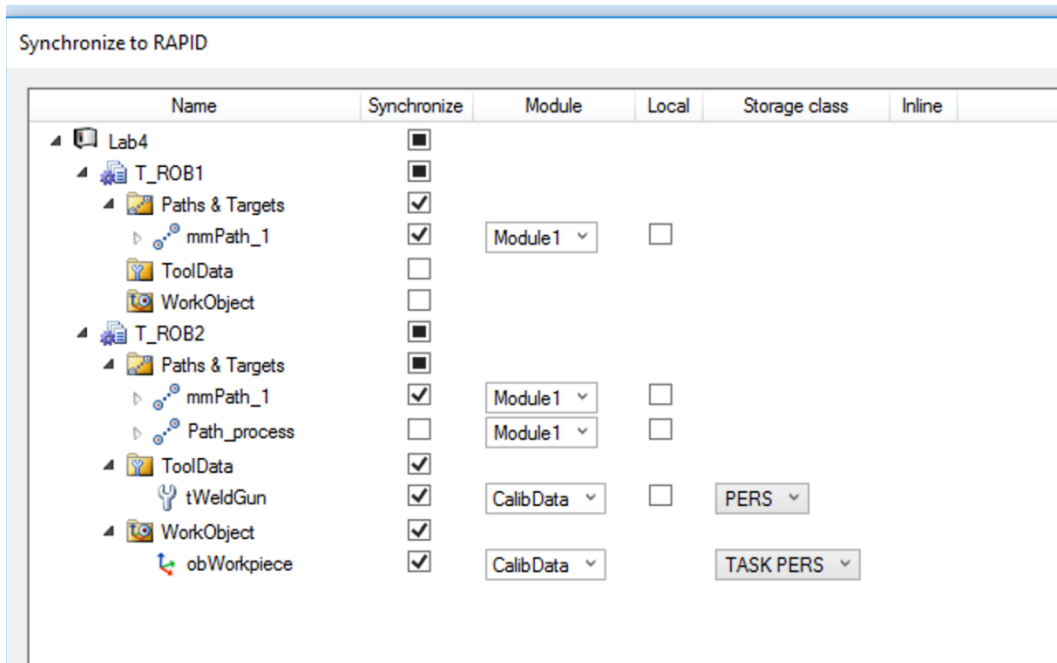 Synchronize to RAPID
Name Synchronize Module Local Storage class Inline
Lab4
T_ROB1
Paths & Targets
mmPath_1 Module1
ToolData
WorkObject
T_ROB2
Paths & Targets
mmPath_1 Module1
Path_process Module1
ToolData
tWeldGun CalibData PERS
WorkObject
obWorkpiece CalibData TASK PERS